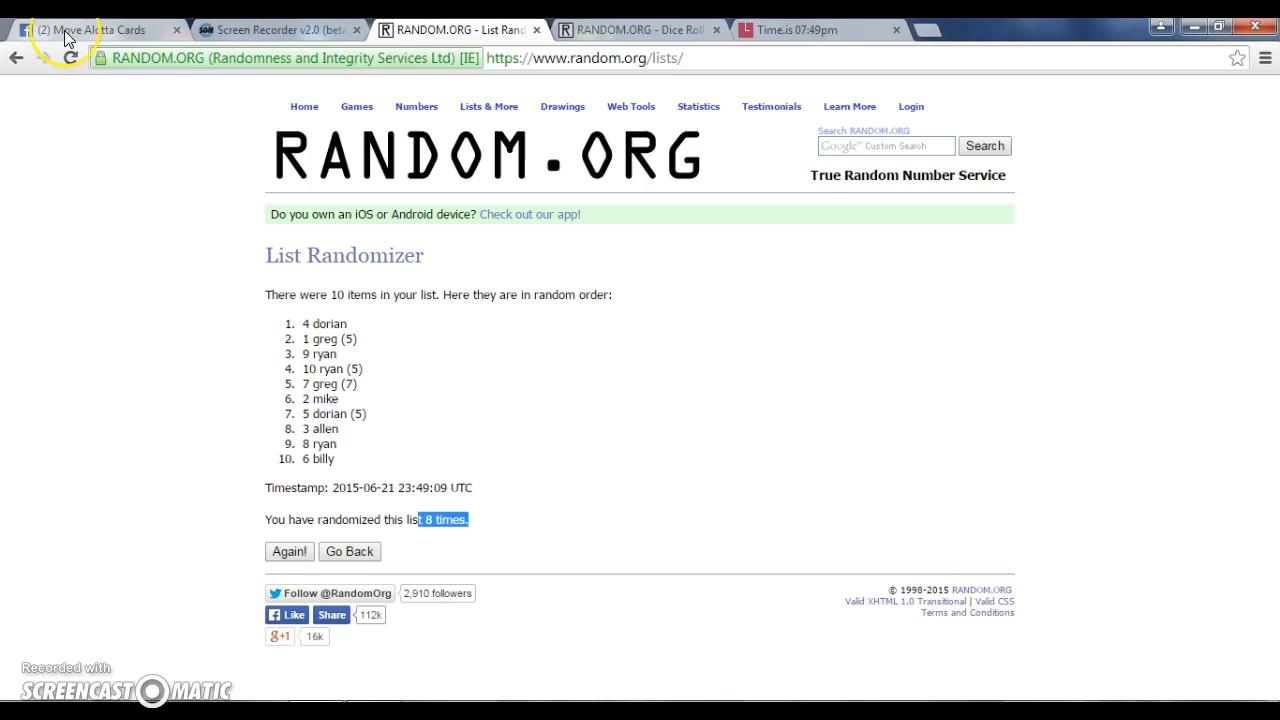 (2) Move Alotta Cards
Screen Recorder v2.0 (beta
RANDOM.ORG - List Rand
RANDOM.ORG - Dice Roll
Time.is 07:49pm
RANDOM.ORG (Randomness and Integrity Services Ltd) [IE] https://www.random.org/lists/
Home Games Numbers Lists & More Drawings Web Tools Statistics Testimonials Learn More Login
RANDOM.ORG
Search RANDOM.ORG
Google™ Custom Search Search
True Random Number Service
Do you own an iOS or Android device? Check out our app!
List Randomizer
There were 10 items in your list. Here they are in random order:
1. 4 dorian
2. 1 greg (5)
3. 9 ryan
4. 10 ryan (5)
5. 7 greg (7)
6. 2 mike
7. 5 dorian (5)
8. 3 allen
9. 8 ryan
10. 6 billy
Timestamp: 2015-06-21 23:49:09 UTC
You have randomized this list 8 times.
Again! Go Back
Follow @RandomOrg 2,910 followers
Like Share 112k
g+1 16k
© 1998-2015 RANDOM.ORG
Valid XHTML 1.0 Transitional | Valid CSS
Terms and Conditions
Recorded with
SCREENCAST-O-MATIC